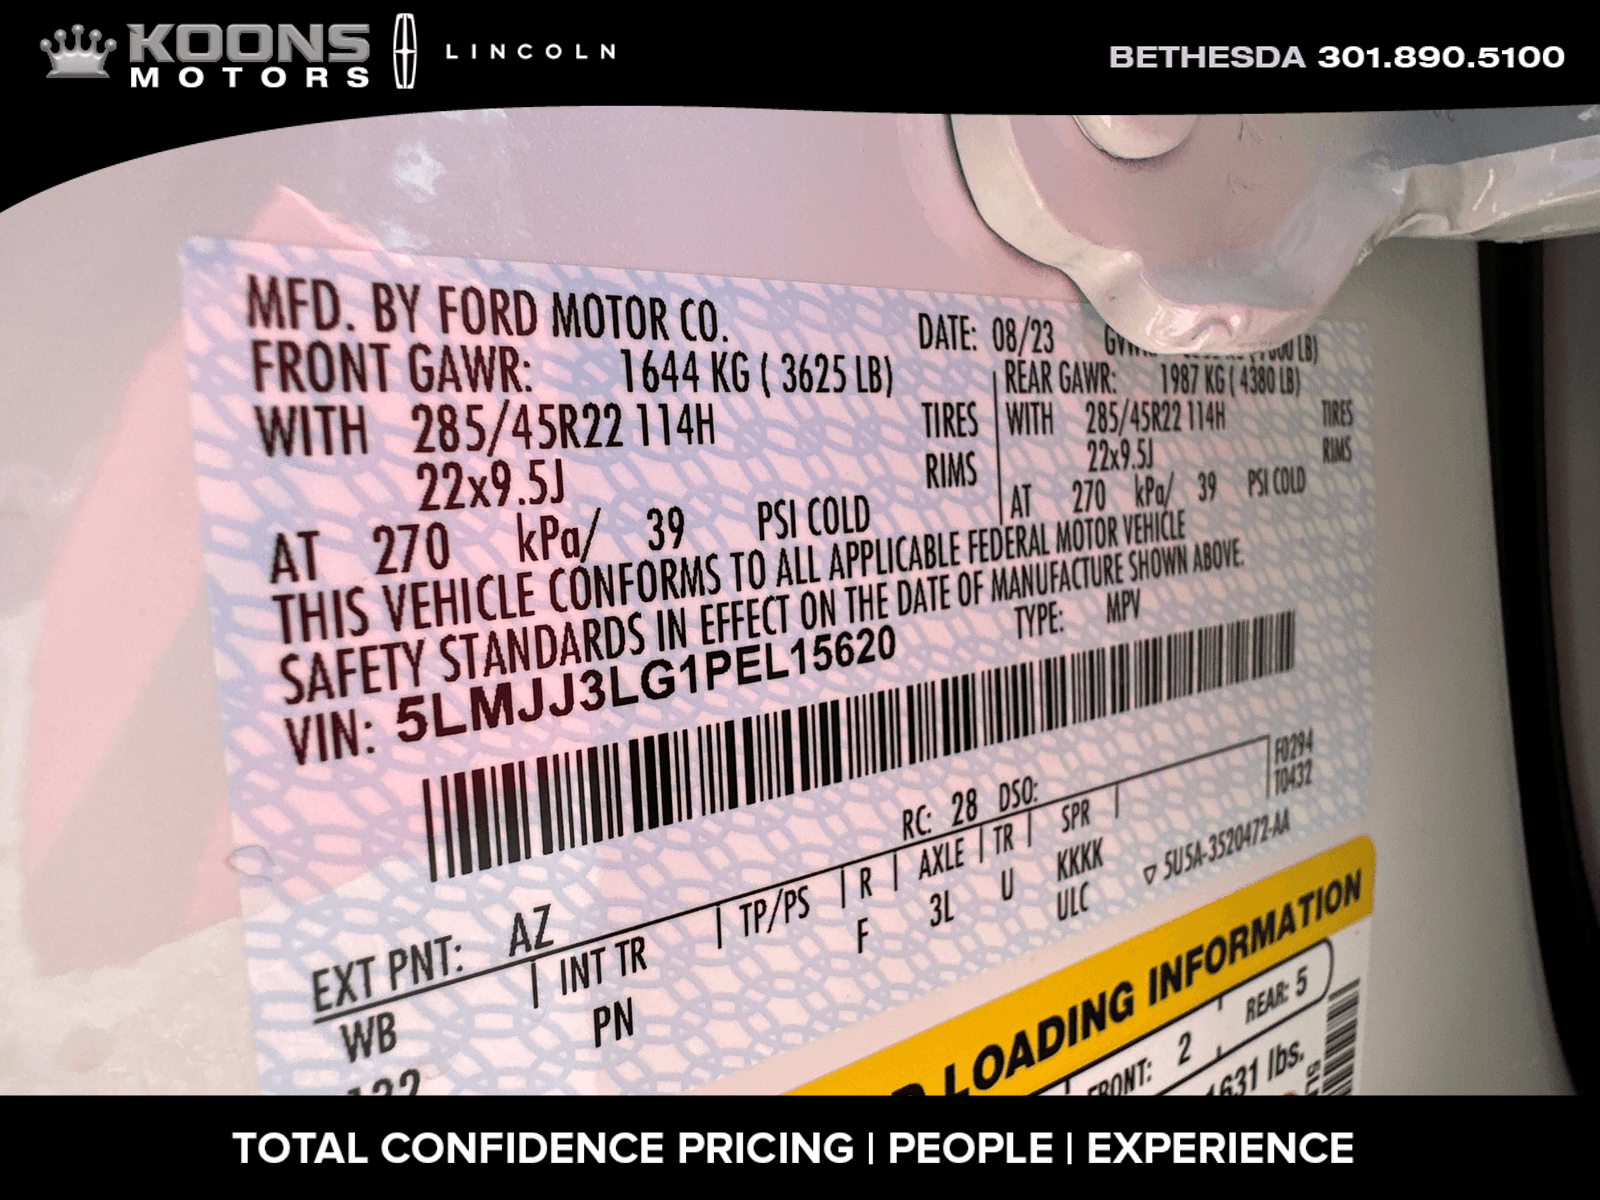 KOONS
MOTORS
LINCOLN
BETHESDA 301.890.5100
MFD. BY FORD MOTOR CO.
DATE: 08/23
FRONT GAWR: 1644 KG ( 3625 LB)
REAR GAWR: 1987 KG ( 4380 LB)
WITH 285/45R22 114H TIRES
WITH 285/45R22 114H TIRES
22x9.5J RIMS
22x9.5J RIMS
AT 270 kPa/ 39 PSI COLD
AT 270 kPa/ 39 PSI COLD
THIS VEHICLE CONFORMS TO ALL APPLICABLE FEDERAL MOTOR VEHICLE
SAFETY STANDARDS IN EFFECT ON THE DATE OF MANUFACTURE SHOWN ABOVE.
VIN: 5LMJJ3LG1PEL15620
TYPE: MPV
F0294
T0432
EXT PNT: AZ RC: 28 DSO:
WB | INT TR | TP/PS | R | AXLE | TR | SPR |
PN F 3L U KKKK
ULC
▽ 5U5A-3520472-AA
LOADING INFORMATION
FRONT: 2 REAR: 5
1631 lbs.
TOTAL CONFIDENCE PRICING | PEOPLE | EXPERIENCE